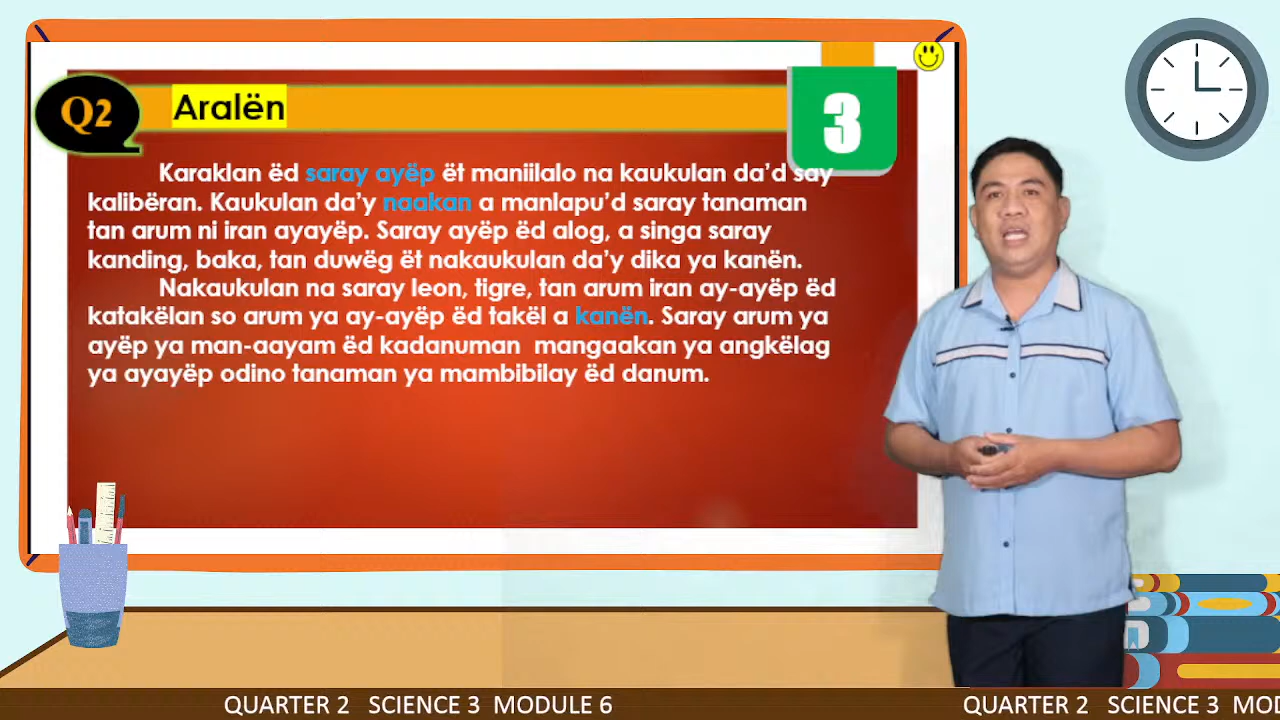 Q2
Aralën
3
Karaklan ëd saray ayëp ët maniilalo na kaukulan da’d say
kalibëran. Kaukulan da’y naakan a manlapu’d saray tanaman
tan arum ni iran ayayëp. Saray ayëp ëd alog, a singa saray
kanding, baka, tan duwëg ët nakaukulan da’y dika ya kanën.
Nakaukulan na saray leon, tigre, tan arum iran ay-ayëp ëd
katakëlan so arum ya ay-ayëp ëd takël a kanën. Saray arum ya
ayëp ya man-aayam ëd kadanuman mangaakan ya angkëlag
ya ayayëp odino tanaman ya mambibilay ëd danum.
QUARTER 2 SCIENCE 3 MODULE 6 QUARTER 2 SCIENCE 3 MOD